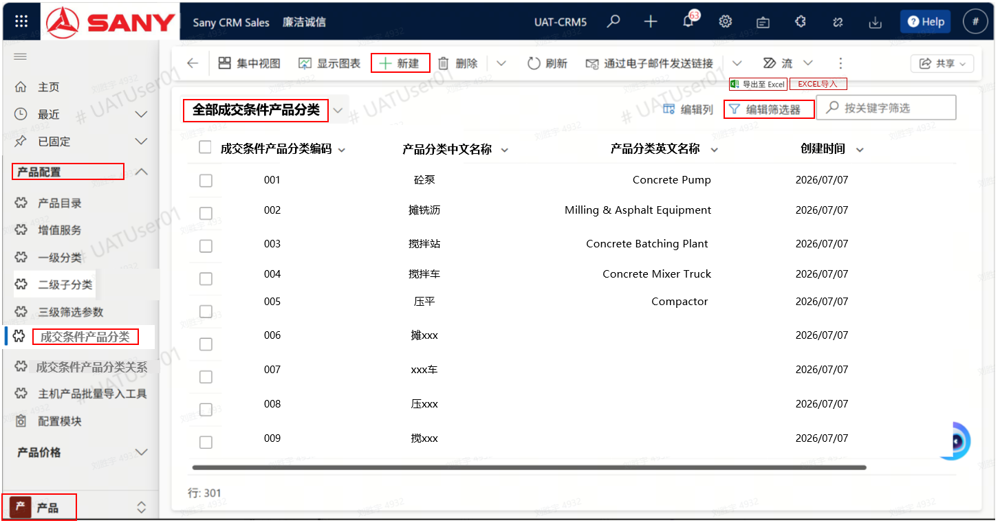 SANY Sany CRM Sales 廉洁诚信 UAT-CRM5 63 ? Help #
集中视图 显示图表 新建 删除 刷新 通过电子邮件发送链接 流 共享
导出至 Excel EXCEL导入
主页
最近
已固定
产品配置
产品目录
增值服务
一级分类
二级子分类
三级筛选参数
成交条件产品分类
成交条件产品分类关系
主机产品批量导入工具
配置模块
产品价格
产 产品
全部成交条件产品分类 编辑列 编辑筛选器 按关键字筛选
成交条件产品分类编码 产品分类中文名称 产品分类英文名称 创建时间
001 砼泵 Concrete Pump 2026/07/07
002 摊铣沥 Milling & Asphalt Equipment 2026/07/07
003 搅拌站 Concrete Batching Plant 2026/07/07
004 搅拌车 Concrete Mixer Truck 2026/07/07
005 压平 Compactor 2026/07/07
006 摊xxx 2026/07/07
007 xxx车 2026/07/07
008 压xxx 2026/07/07
009 搅xxx 2026/07/07
行: 301
# UATUser01
# UATUser01
# UATUser01
# UATUser01
刘胜宇 4932